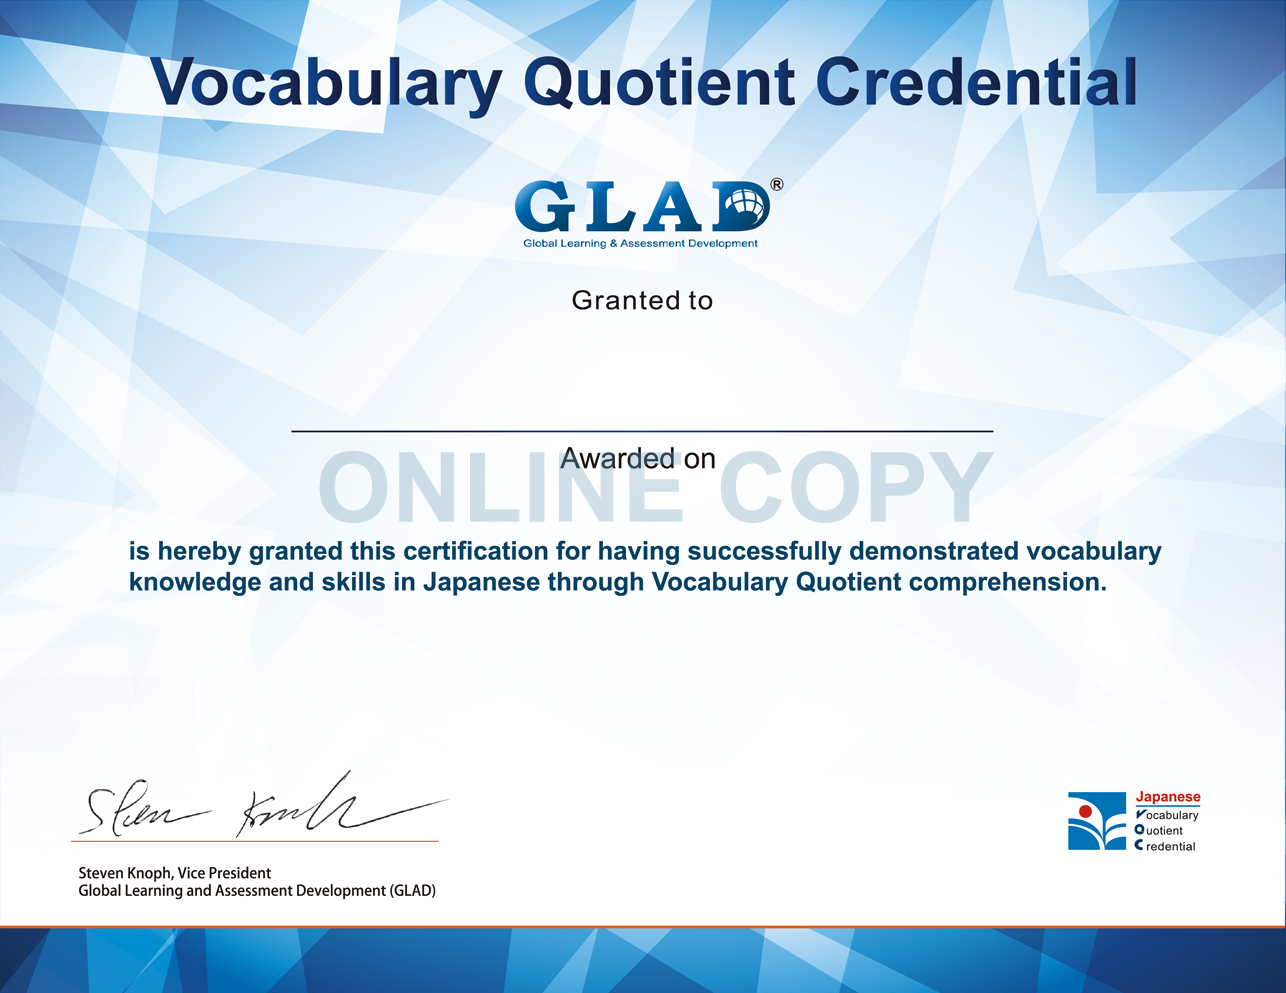 Vocabulary Quotient Credential
GLAD®
Global Learning & Assessment Development
Granted to
Awarded on
ONLINE COPY
is hereby granted this certification for having successfully demonstrated vocabulary
knowledge and skills in Japanese through Vocabulary Quotient comprehension.
Steven Knoph
Steven Knoph, Vice President
Global Learning and Assessment Development (GLAD)
Japanese
Vocabulary
Quotient
Credential